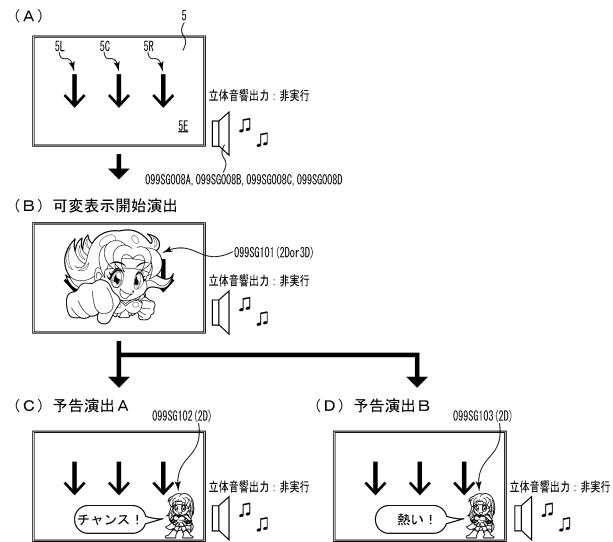 (A)
5
5L 5C 5R
立体音響出力：非実行
5E
099SG008A, 099SG008B, 099SG008C, 099SG008D
(B) 可変表示開始演出
099SG101(2Dor3D)
立体音響出力：非実行
(C) 予告演出A
099SG102(2D)
立体音響出力：非実行
チャンス！
(D) 予告演出B
099SG103(2D)
立体音響出力：非実行
熱い！